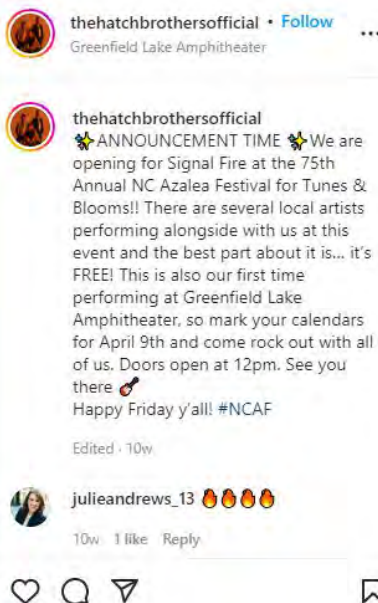 thehatchbrothersofficial • Follow
Greenfield Lake Amphitheater
thehatchbrothersofficial
✨ANNOUNCEMENT TIME ✨We are
opening for Signal Fire at the 75th
Annual NC Azalea Festival for Tunes &
Blooms!! There are several local artists
performing alongside with us at this
event and the best part about it is... it's
FREE! This is also our first time
performing at Greenfield Lake
Amphitheater, so mark your calendars
for April 9th and come rock out with all
of us. Doors open at 12pm. See you
there 🎸
Happy Friday y'all! #NCAF
Edited · 10w
julieandrews_13 🔥🔥🔥🔥
10w 1 like Reply